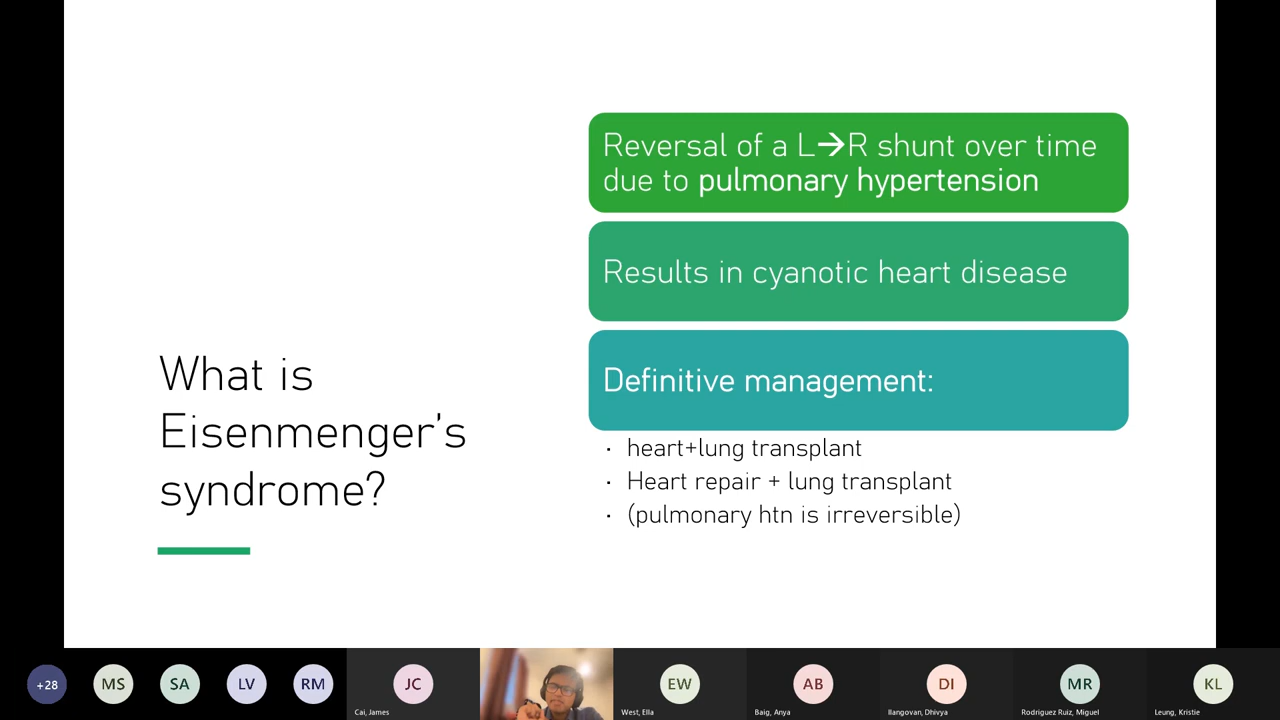 Reversal of a L→R shunt over time
due to pulmonary hypertension
Results in cyanotic heart disease
What is
Eisenmenger's
syndrome?
Definitive management:
· heart+lung transplant
· Heart repair + lung transplant
· (pulmonary htn is irreversible)
+28
MS
SA
LV
RM
JC
Cai, James
EW
West, Ella
AB
Baig, Anya
DI
Ilangovan, Dhivya
MR
Rodriguez Ruiz, Miguel
KL
Leung, Kristie